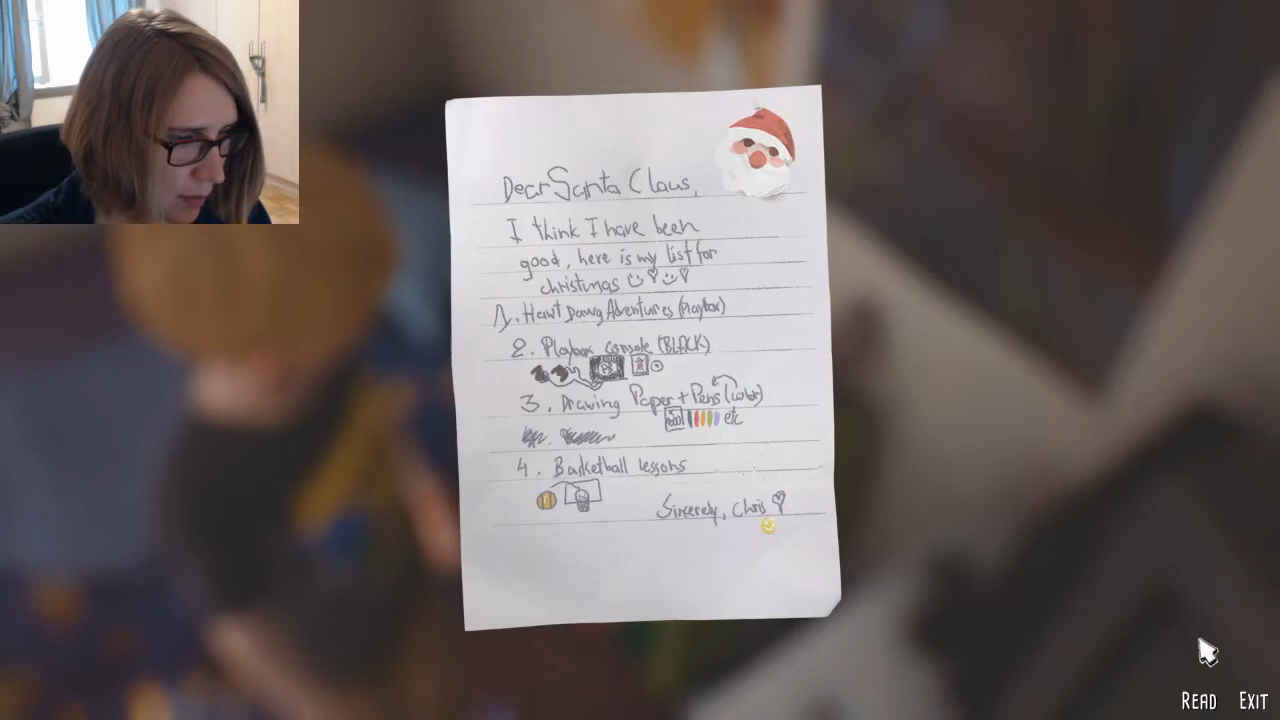 Dear Santa Claus,
I think I have been
good, here is my list for
christmas
1. Hawt Dawg Adventures (Playbox)
2. Playbox console (BLACK)
3. Drawing Paper + Pens (color)
etc
4. Basketball lessons
Sincerely, Chris
READ EXIT